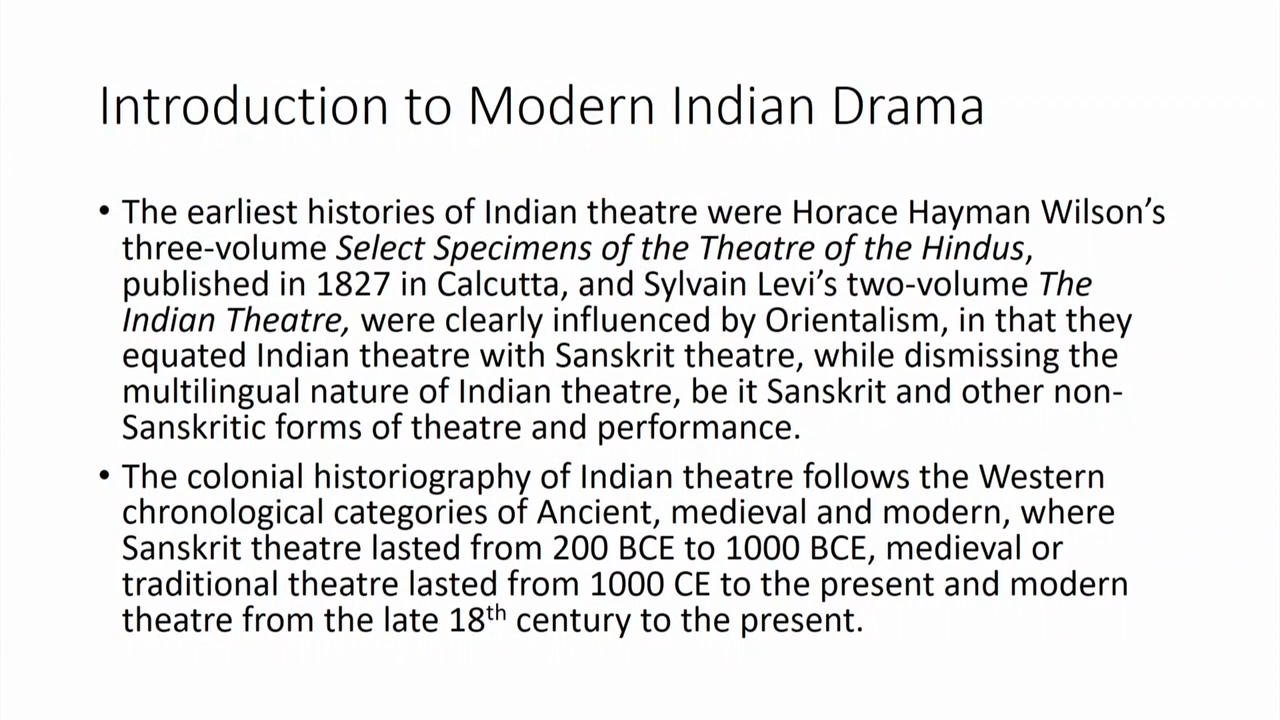 Introduction to Modern Indian Drama
• The earliest histories of Indian theatre were Horace Hayman Wilson's
three-volume Select Specimens of the Theatre of the Hindus,
published in 1827 in Calcutta, and Sylvain Levi's two-volume The
Indian Theatre, were clearly influenced by Orientalism, in that they
equated Indian theatre with Sanskrit theatre, while dismissing the
multilingual nature of Indian theatre, be it Sanskrit and other non-
Sanskritic forms of theatre and performance.
• The colonial historiography of Indian theatre follows the Western
chronological categories of Ancient, medieval and modern, where
Sanskrit theatre lasted from 200 BCE to 1000 BCE, medieval or
traditional theatre lasted from 1000 CE to the present and modern
theatre from the late 18th century to the present.